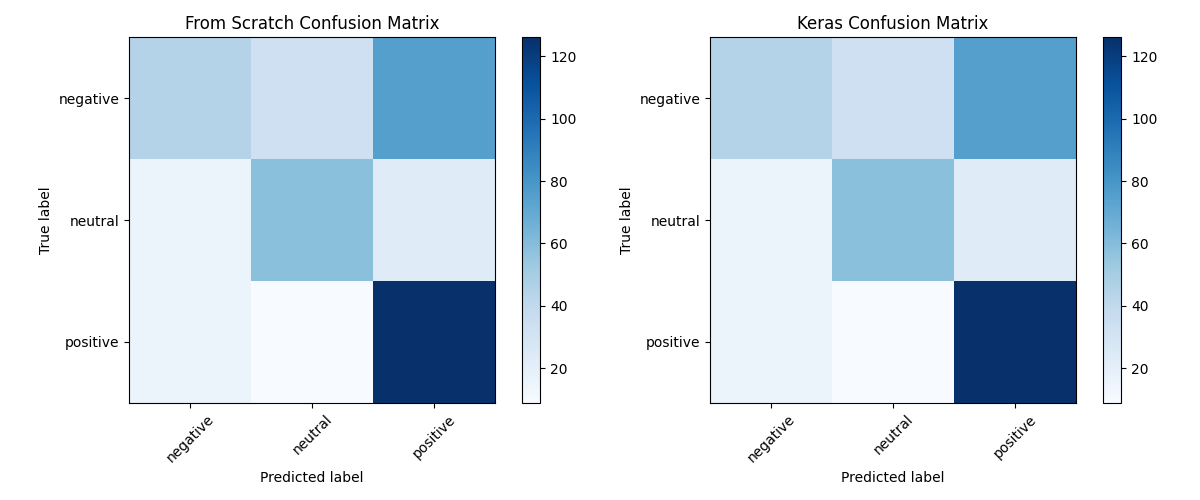 From Scratch Confusion Matrix
True label
negative
neutral
positive
negative
neutral
positive
Predicted label
120
100
80
60
40
20
Keras Confusion Matrix
True label
negative
neutral
positive
negative
neutral
positive
Predicted label
120
100
80
60
40
20